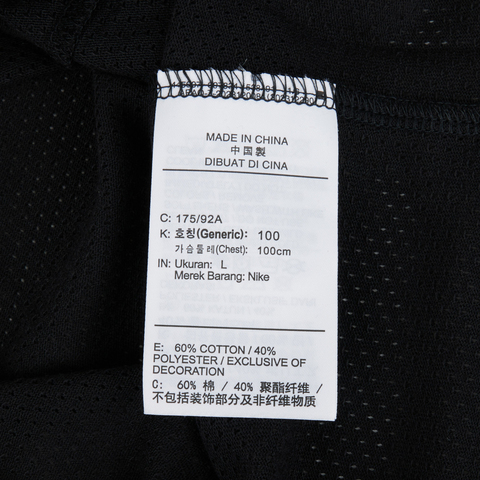 MADE IN CHINA
中国製
DIBUAT DI CINA
C: 175/92A
K: 호칭(Generic): 100
가슴둘레(Chest): 100cm
IN: Ukuran: L
Merek Barang: Nike
E: 60% COTTON / 40%
POLYESTER / EXCLUSIVE OF
DECORATION
C: 60% 棉 / 40% 聚酯纤维 /
不包括装饰部分及非纤维物质